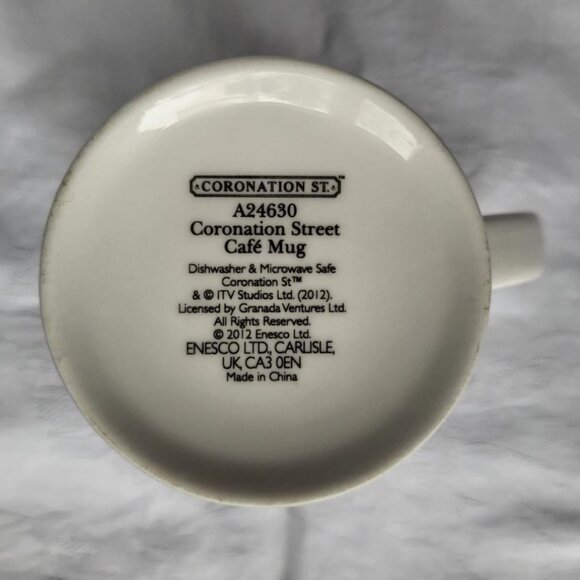 CORONATION ST.™
A24630
Coronation Street
Café Mug
Dishwasher & Microwave Safe
Coronation St™
& © ITV Studios Ltd. (2012).
Licensed by Granada Ventures Ltd.
All Rights Reserved.
© 2012 Enesco Ltd.
ENESCO LTD., CARLISLE,
UK, CA3 0EN
Made in China